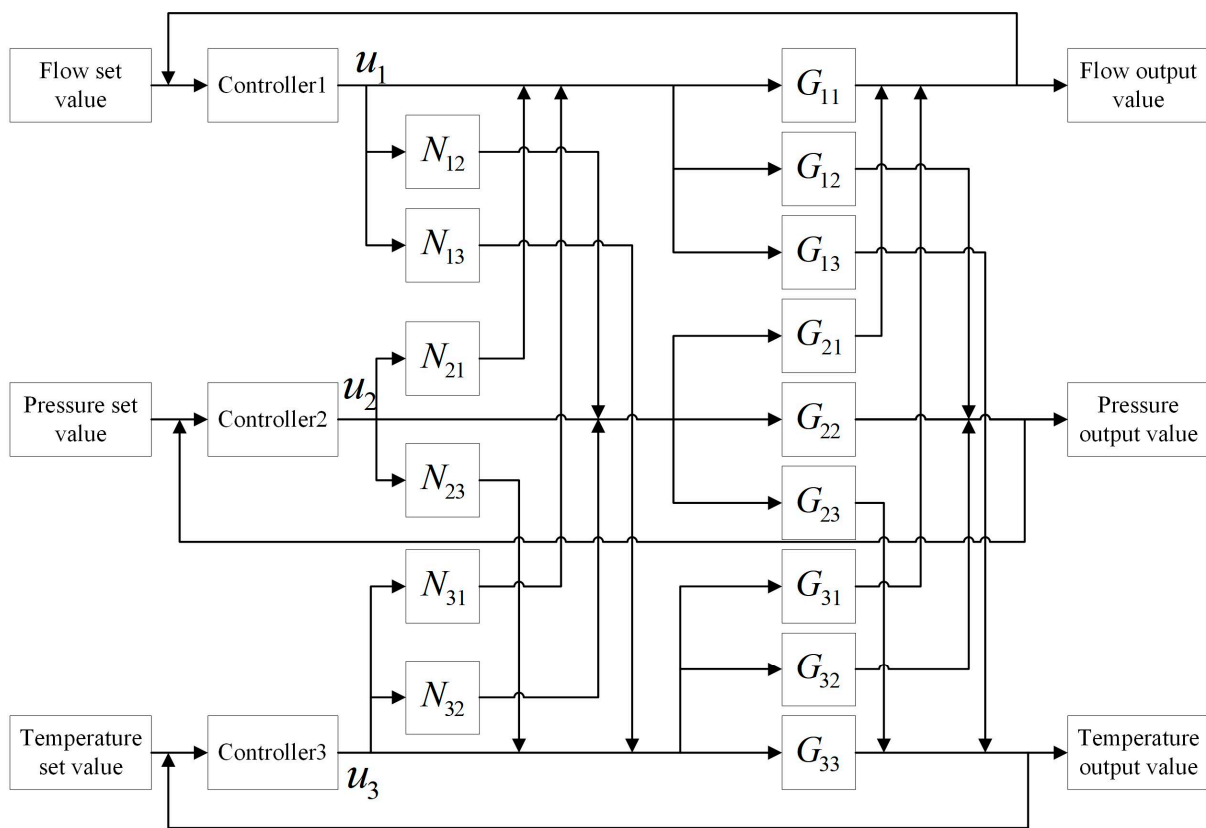 Flow set
value
Controller1
u₁
G₁₁
Flow output
value
N₁₂
G₁₂
N₁₃
G₁₃
N₂₁
G₂₁
Pressure set
value
Controller2
u₂
G₂₂
Pressure
output value
N₂₃
G₂₃
N₃₁
G₃₁
N₃₂
G₃₂
Temperature
set value
Controller3
u₃
G₃₃
Temperature
output value